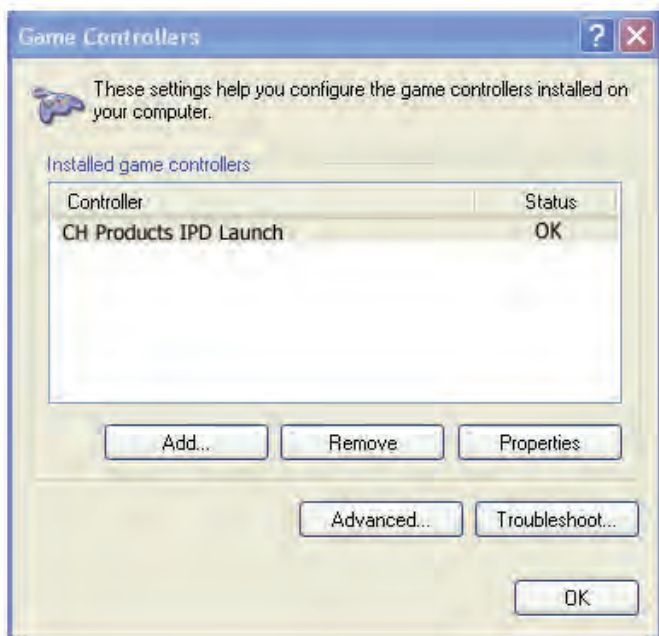 Game Controllers
These settings help you configure the game controllers installed on
your computer.
Installed game controllers
Controller Status
CH Products IPD Launch OK
Add... Remove Properties
Advanced... Troubleshoot...
OK